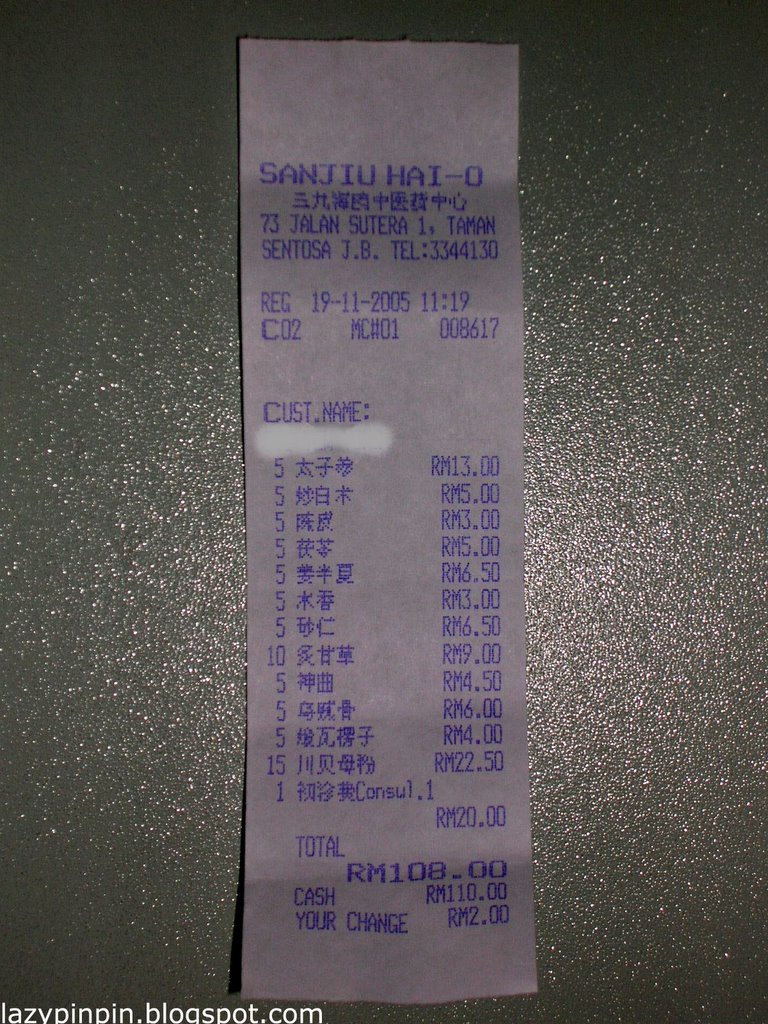 SANJIU HAI-O
三九海鸥中医药中心
73 JALAN SUTERA 1, TAMAN
SENTOSA J.B. TEL:3344130
REG 19-11-2005 11:19
C02 MC#01 008617
CUST.NAME:
5 太子参 RM13.00
5 炒白术 RM5.00
5 陈皮 RM3.00
5 茯苓 RM5.00
5 姜半夏 RM6.50
5 木香 RM3.00
5 砂仁 RM6.50
10 炙甘草 RM9.00
5 神曲 RM4.50
5 乌贼骨 RM6.00
5 煅瓦楞子 RM4.00
15 川贝母粉 RM22.50
1 初诊费Consul.1
RM20.00
TOTAL
RM108.00
CASH RM110.00
YOUR CHANGE RM2.00
lazypinpin.blogspot.com